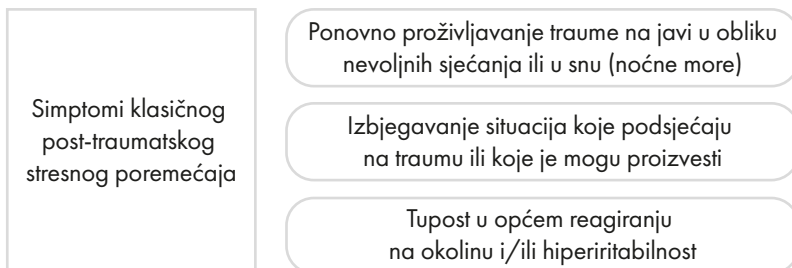 Simptomi klasičnog
post-traumatskog
stresnog poremećaja
Ponovno proživljavanje traume na javi u obliku
nevoljnih sjećanja ili u snu (noćne more)
Izbjegavanje situacija koje podsjećaju
na traumu ili koje je mogu proizvesti
Tupost u općem reagiranju
na okolinu i/ili hiperiritabilnost